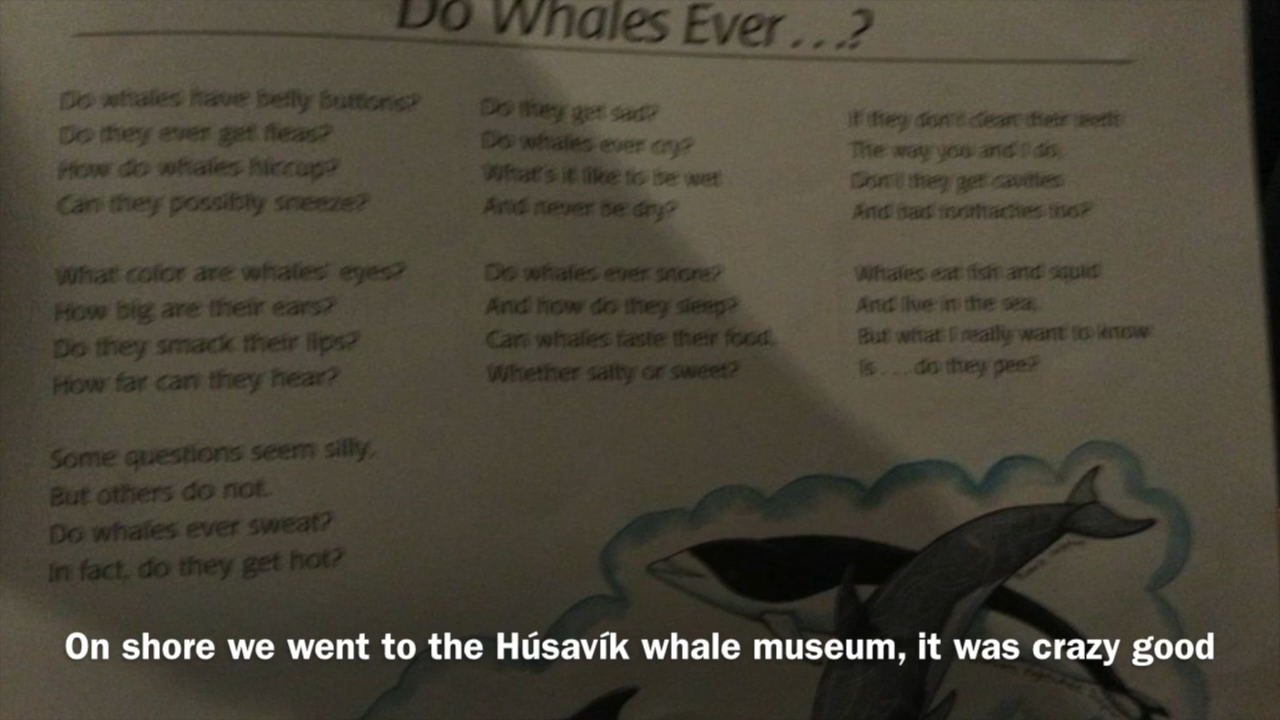 Do Whales Ever...?
Do whales have belly buttons?
Do they ever get fleas?
How do whales hiccup?
Can they possibly sneeze?
What color are whales' eyes?
How big are their ears?
Do they smack their lips?
How far can they hear?
Some questions seem silly,
But others do not.
Do whales ever sweat?
In fact, do they get hot?
Do they get sad?
Do whales ever cry?
What's it like to be wet
And never be dry?
Do whales ever snore?
And how do they sleep?
Can whales taste their food,
Whether salty or sweet?
If they don't clean their teeth
The way you and I do,
Don't they get cavities
And bad toothaches too?
Whales eat fish and squid
And live in the sea,
But what I really want to know
Is . . . do they pee?
On shore we went to the Húsavík whale museum, it was crazy good